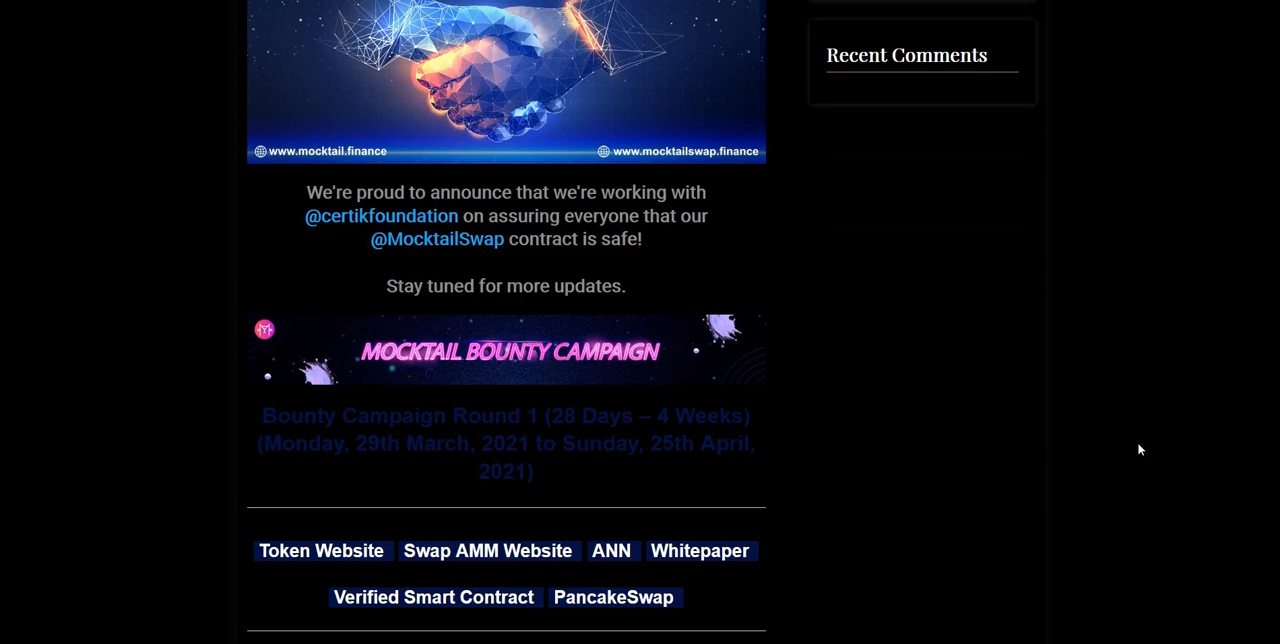 Recent Comments
www.mocktail.finance
www.mocktailswap.finance
We're proud to announce that we're working with
@certikfoundation on assuring everyone that our
@MocktailSwap contract is safe!
Stay tuned for more updates.
MOCKTAIL BOUNTY CAMPAIGN
Bounty Campaign Round 1 (28 Days – 4 Weeks)
(Monday, 29th March, 2021 to Sunday, 25th April,
2021)
Token Website Swap AMM Website ANN Whitepaper
Verified Smart Contract PancakeSwap